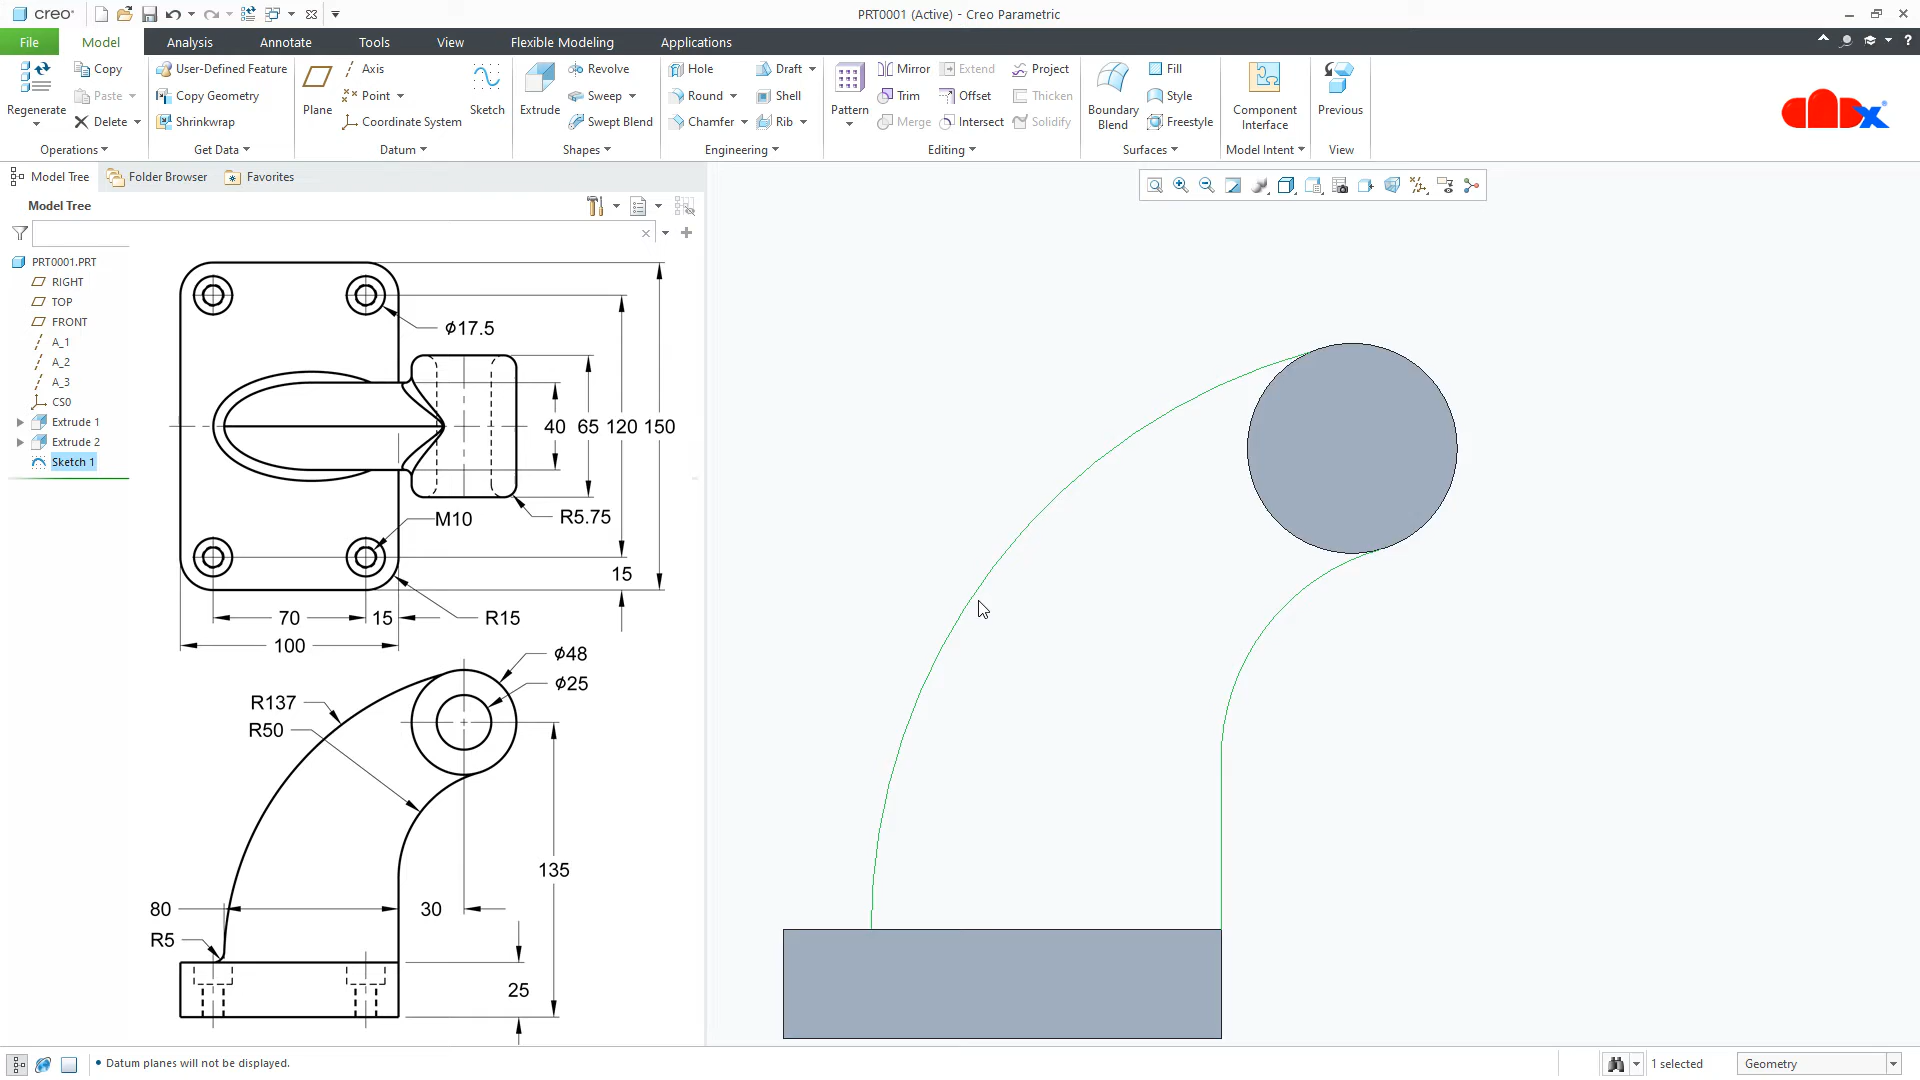 creo
PRT0001 (Active) - Creo Parametric
File
Model
Analysis
Annotate
Tools
View
Flexible Modeling
Applications
Regenerate
Copy
Paste
Delete
Operations
User-Defined Feature
Copy Geometry
Shrinkwrap
Get Data
Plane
Axis
Point
Coordinate System
Sketch
Datum
Extrude
Revolve
Sweep
Swept Blend
Shapes
Hole
Round
Chamfer
Draft
Shell
Rib
Engineering
Pattern
Mirror
Trim
Merge
Extend
Offset
Intersect
Project
Thicken
Solidify
Editing
Boundary
Blend
Fill
Style
Freestyle
Surfaces
Component
Interface
Model Intent
Previous
View
Model Tree
Folder Browser
Favorites
Model Tree
PRT0001.PRT
RIGHT
TOP
FRONT
A_1
A_2
A_3
CS0
Extrude 1
Extrude 2
Sketch 1
ϕ17.5
40 65 120 150
R5.75
M10
15
70
15
R15
100
ϕ48
ϕ25
R137
R50
135
80
30
R5
25
• Datum planes will not be displayed.
1 selected
Geometry